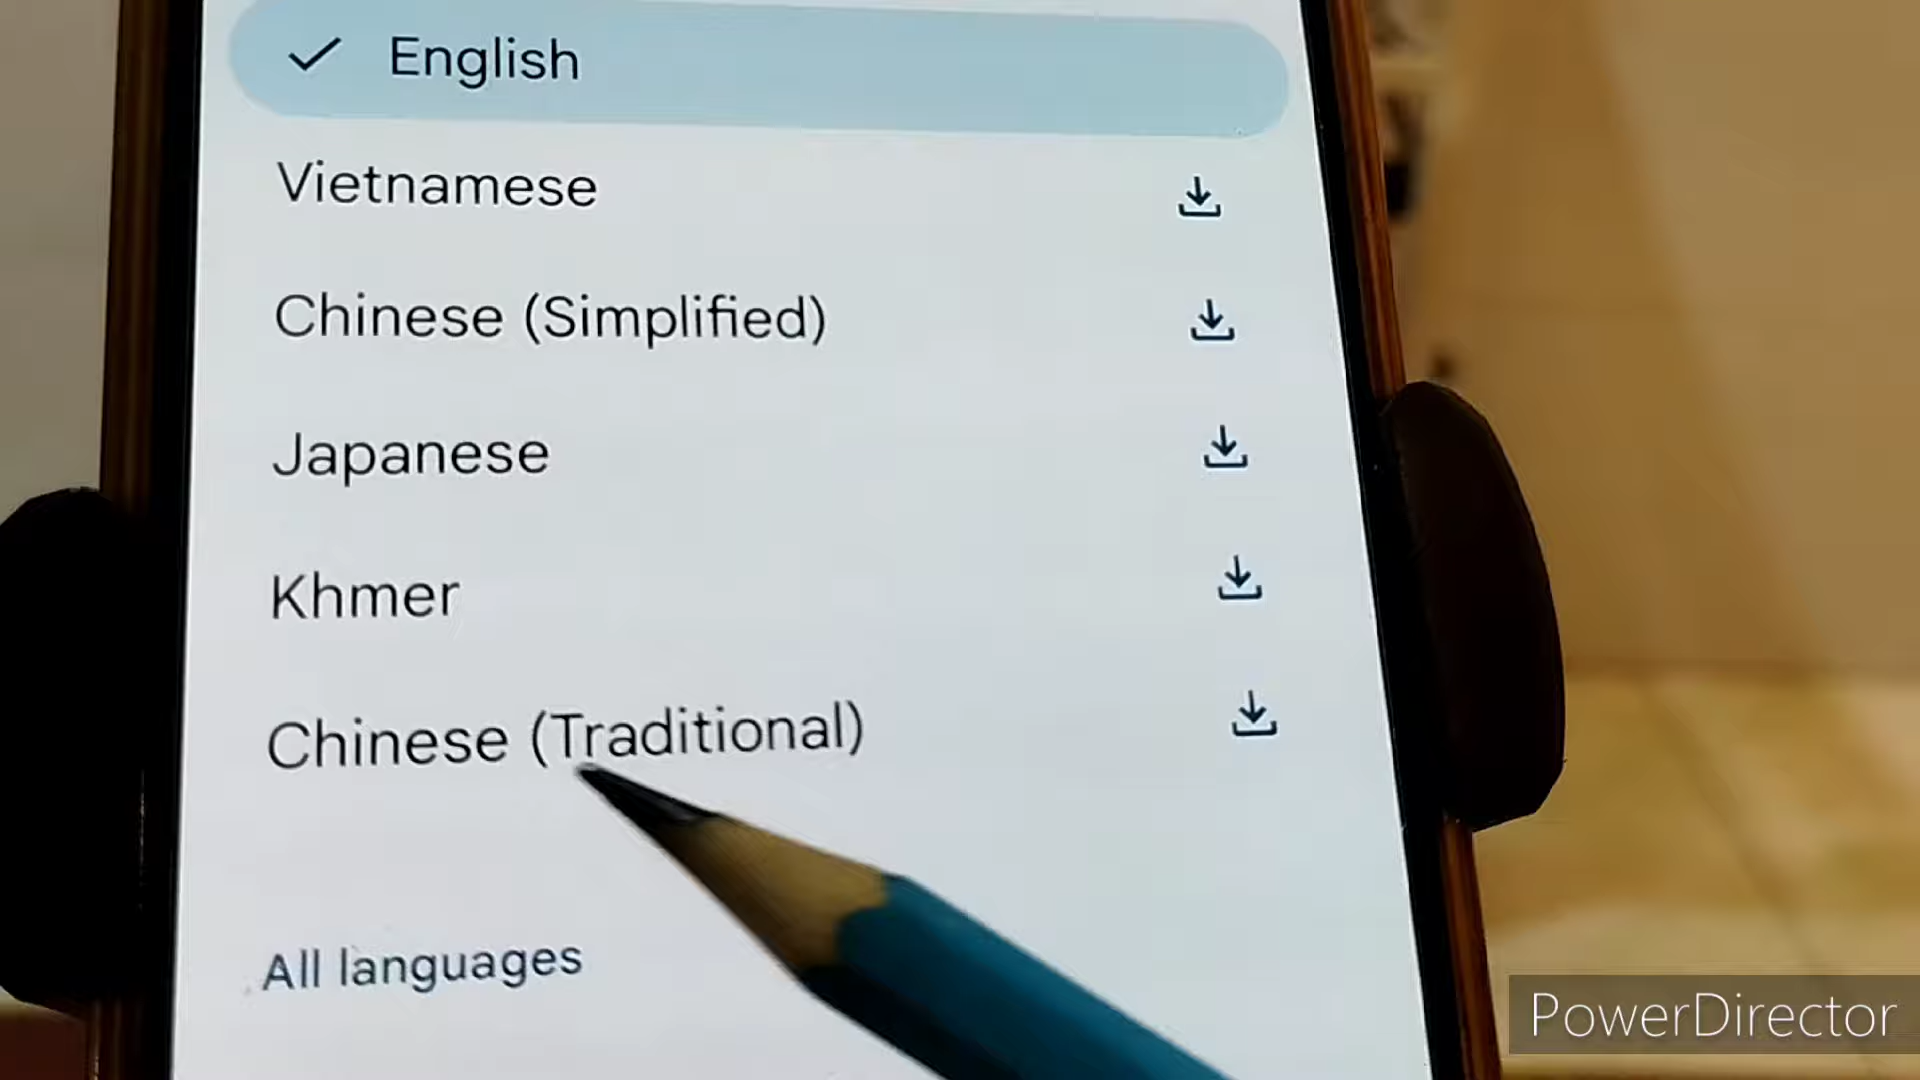 English
Vietnamese
Chinese (Simplified)
Japanese
Khmer
Chinese (Traditional)
All languages
PowerDirector